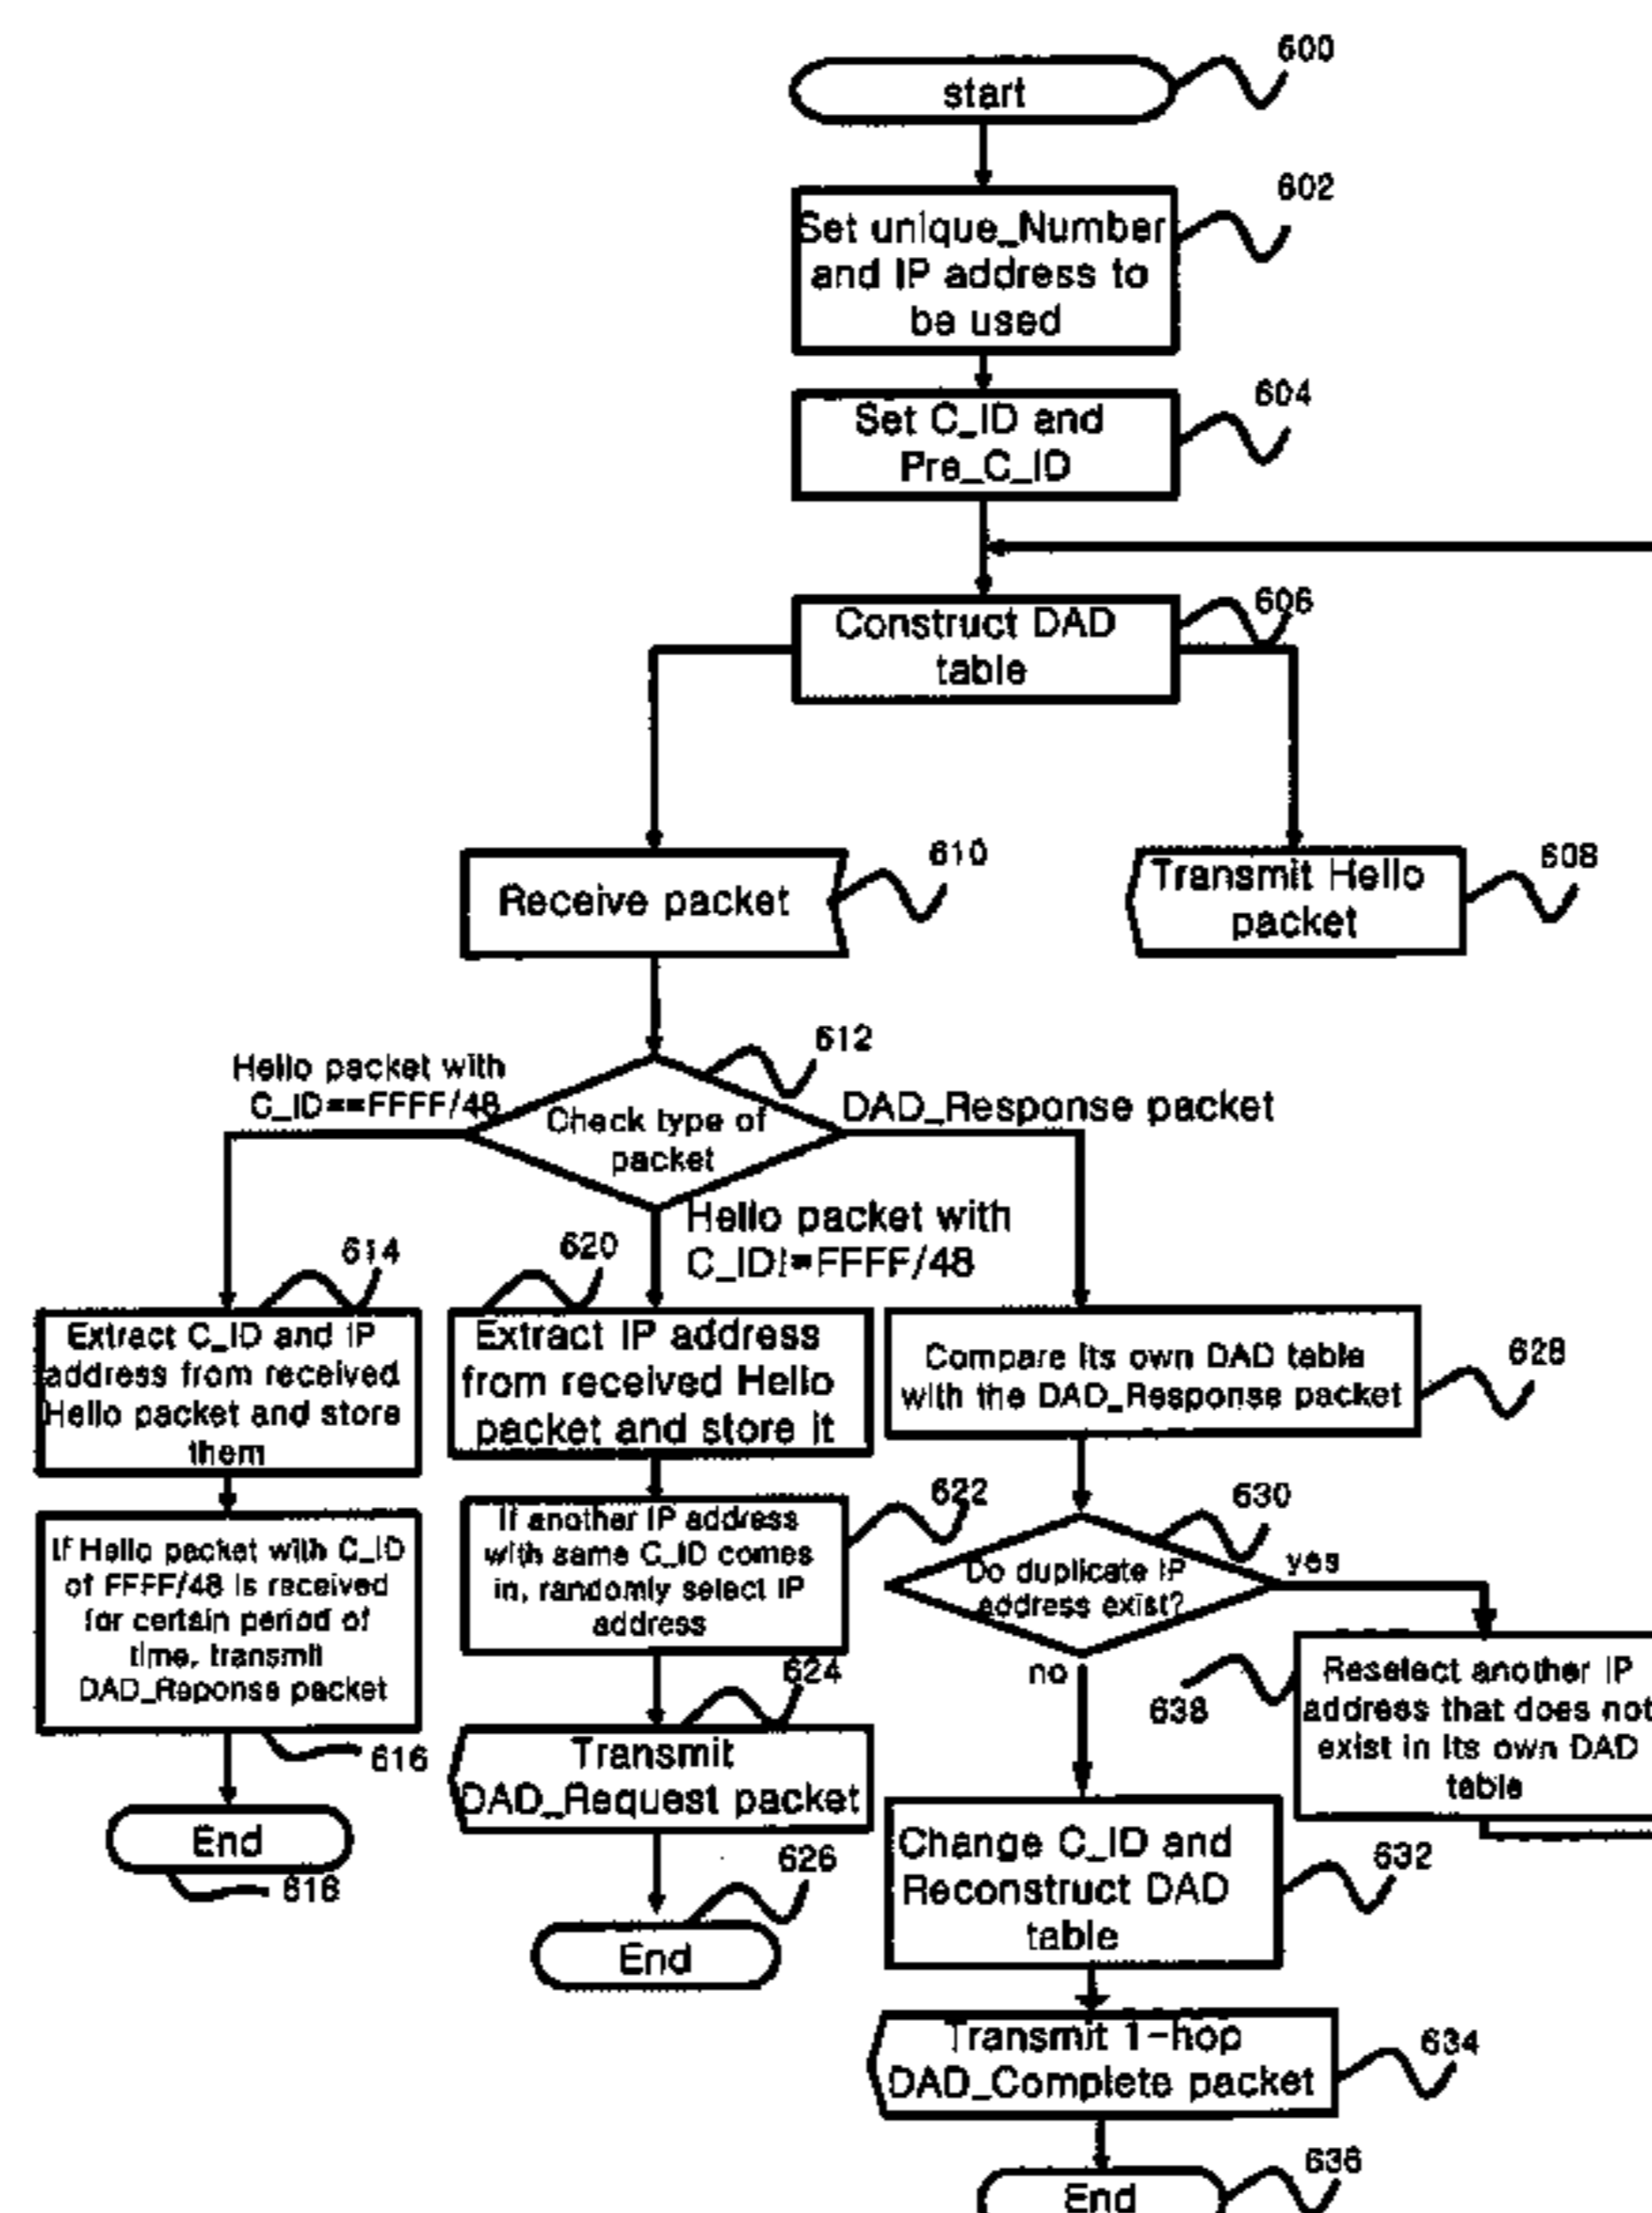 600
start
602
Set unique_Number
and IP address to
be used
604
Set C_ID and
Pre_C_ID
606
Construct DAD
table
610
Receive packet
608
Transmit Hello
packet
612
Hello packet with
C_ID==FFFF/48
Check type of
packet
DAD_Response packet
Hello packet with
C_ID!=FFFF/48
614
Extract C_ID and IP
address from received
Hello packet and store
them
If Hello packet with C_ID
of FFFF/48 is received
for certain period of
time, transmit
DAD_Reponse packet
616
End
618
620
Extract IP address
from received Hello
packet and store it
622
If another IP address
with same C_ID comes
in, randomly select IP
address
624
Transmit
DAD_Request packet
626
End
628
Compare its own DAD table
with the DAD_Response packet
630
Do duplicate IP
address exist?
yes
no
638
Reselect another IP
address that does not
exist in its own DAD
table
632
Change C_ID and
Reconstruct DAD
table
634
Transmit 1-hop
DAD_Complete packet
636
End